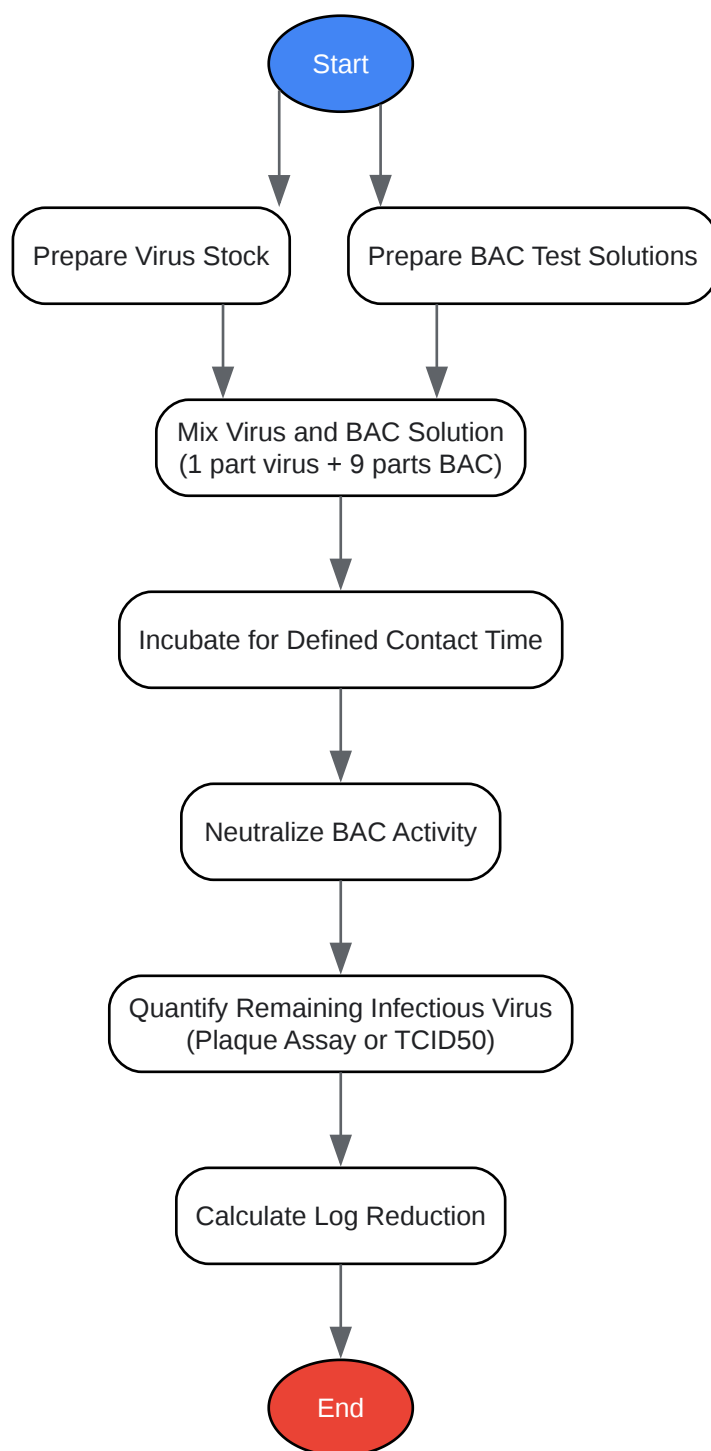 Start
Prepare Virus Stock
Prepare BAC Test Solutions
Mix Virus and BAC Solution
(1 part virus + 9 parts BAC)
Incubate for Defined Contact Time
Neutralize BAC Activity
Quantify Remaining Infectious Virus
(Plaque Assay or TCID50)
Calculate Log Reduction
End